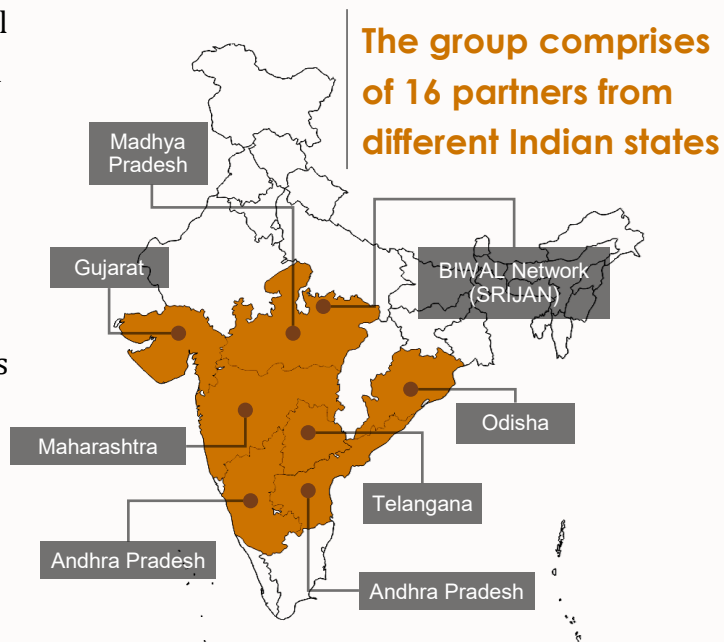 l
The group comprises
of 16 partners from
different Indian states
Madhya
Pradesh
Gujarat
BIWAL Network
(SRIJAN)
s
Odisha
Maharashtra
Telangana
Andhra Pradesh
Andhra Pradesh